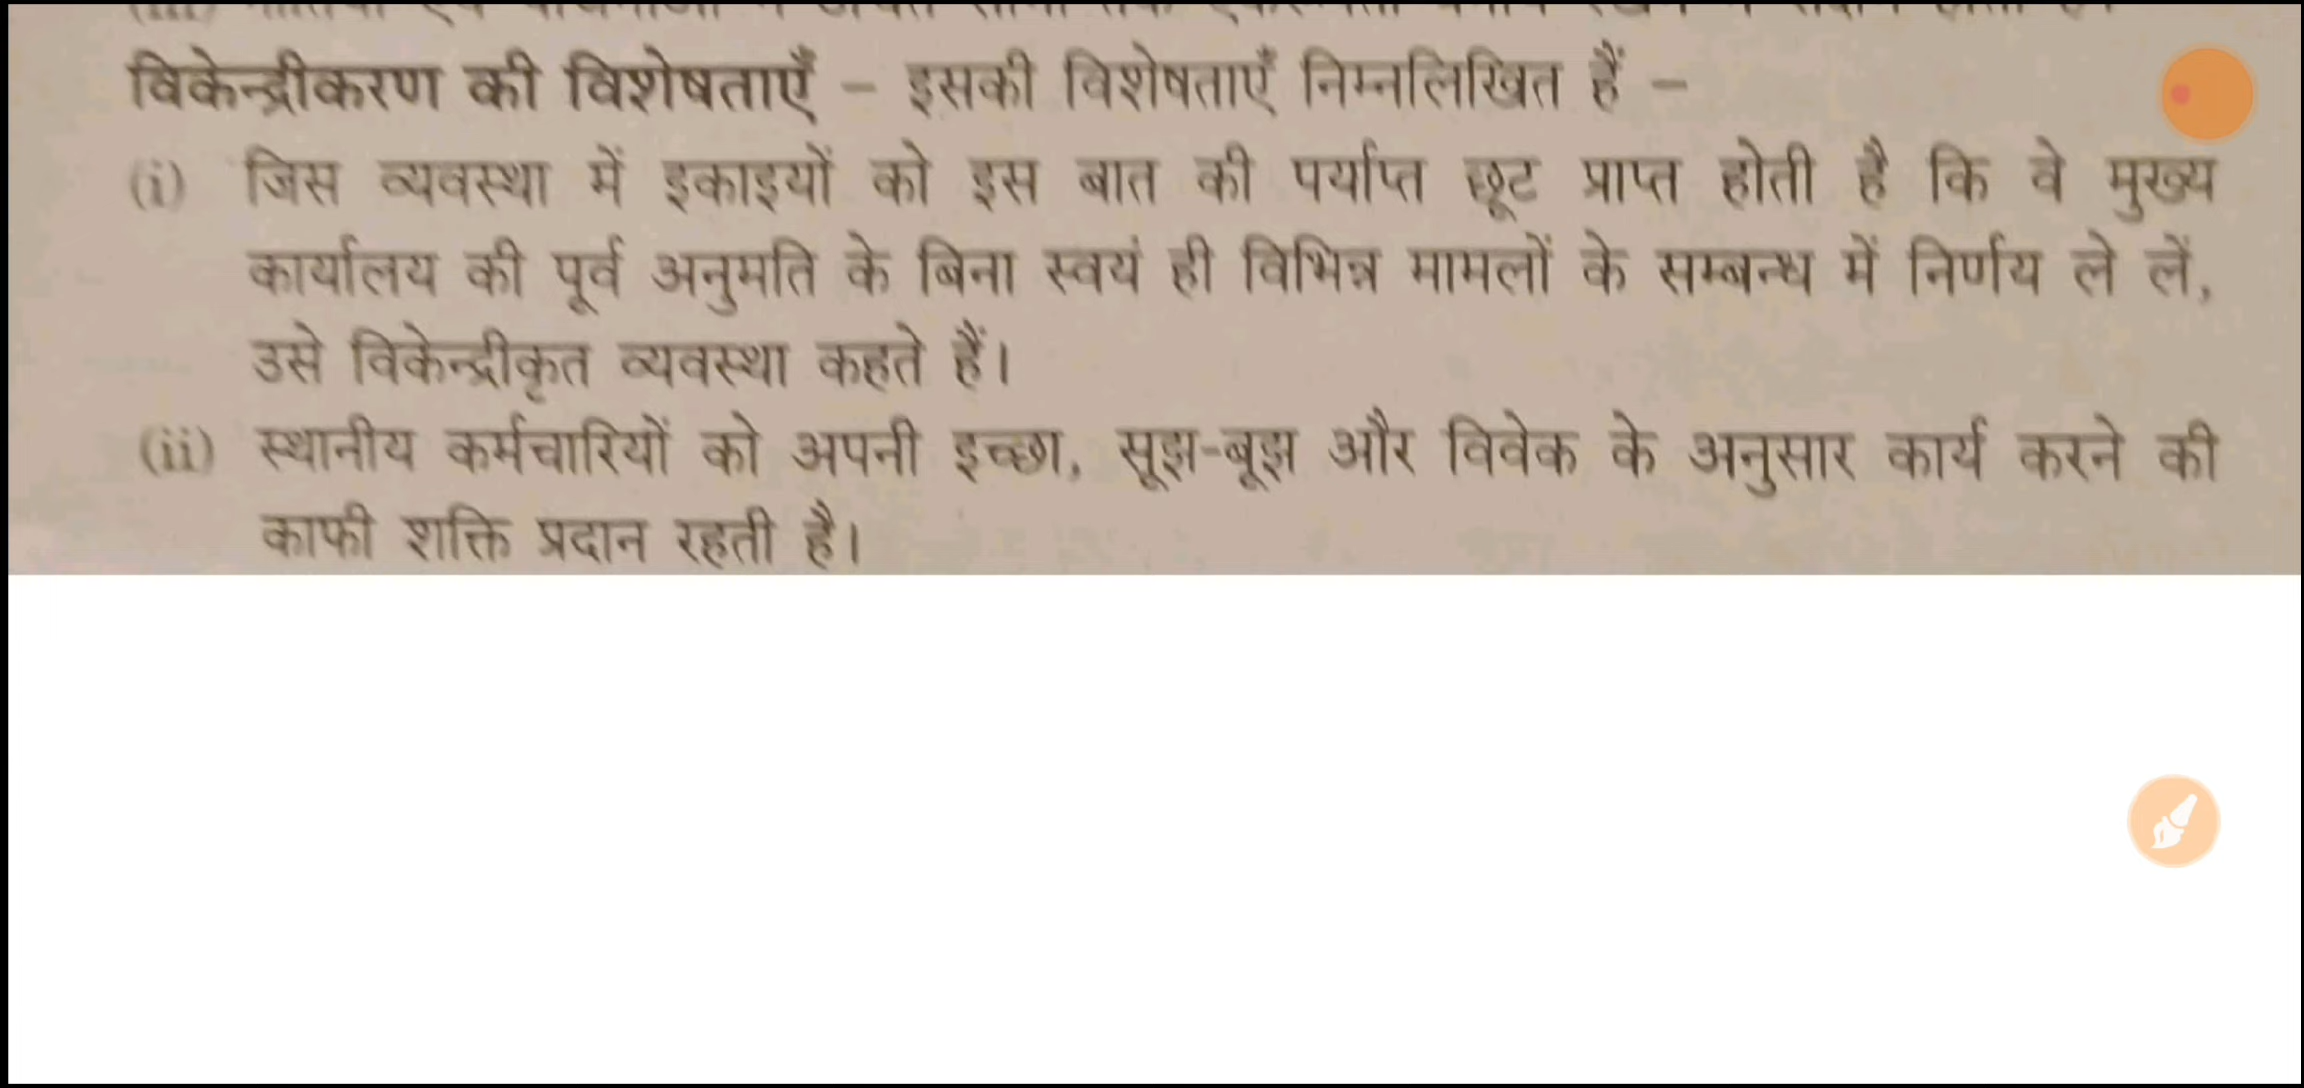 विकेन्द्रीकरण की विशेषताएँ – इसकी विशेषताएँ निम्नलिखित हैं –
(i) जिस व्यवस्था में इकाइयों को इस बात की पर्याप्त छूट प्राप्त होती है कि वे मुख्य
कार्यालय की पूर्व अनुमति के बिना स्वयं ही विभिन्न मामलों के सम्बन्ध में निर्णय ले लें,
उसे विकेन्द्रीकृत व्यवस्था कहते हैं।
(ii) स्थानीय कर्मचारियों को अपनी इच्छा, सूझ-बूझ और विवेक के अनुसार कार्य करने की
काफी शक्ति प्रदान रहती है।